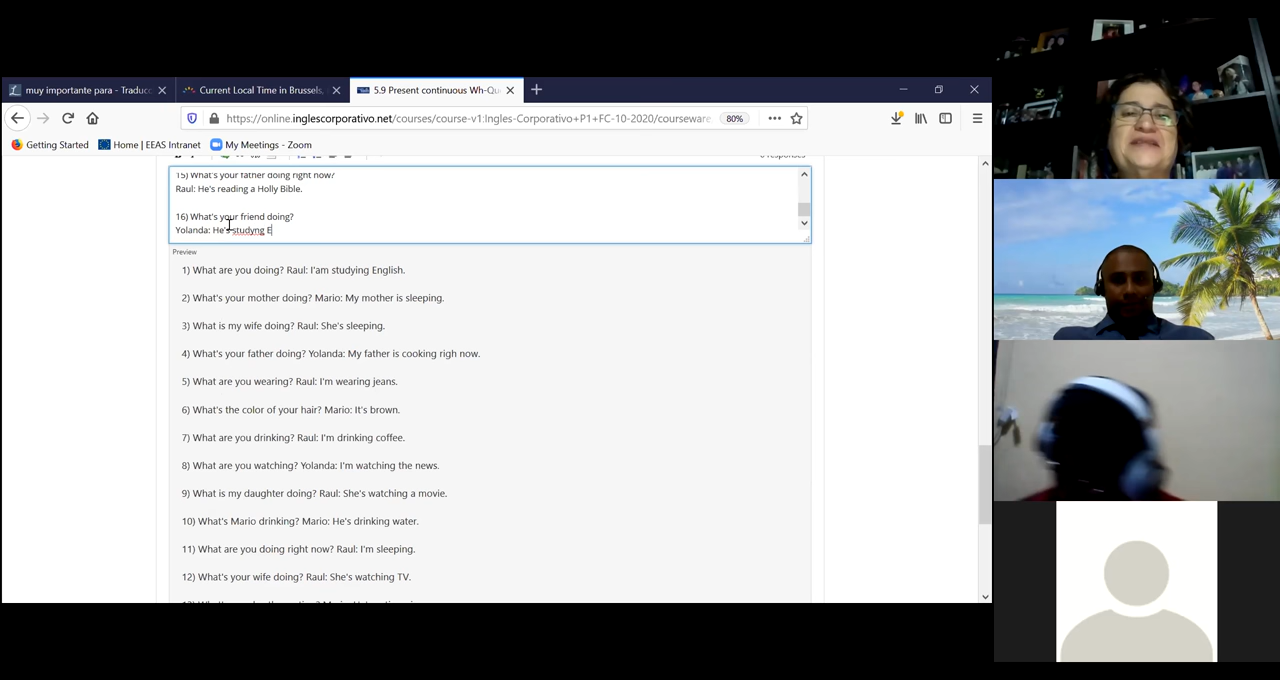 muy importante para - Traducc
Current Local Time in Brussels,
5.9 Present continuous Wh-Qu
https://online.inglescorporativo.net/courses/course-v1:Ingles-Corporativo+P1+FC-10-2020/courseware
80%
Getting Started
Home | EEAS Intranet
My Meetings - Zoom
15) What's your father doing right now?
Raul: He's reading a Holly Bible.
16) What's your friend doing?
Yolanda: He's studyng E
Preview
1) What are you doing? Raul: I'am studying English.
2) What's your mother doing? Mario: My mother is sleeping.
3) What is my wife doing? Raul: She's sleeping.
4) What's your father doing? Yolanda: My father is cooking righ now.
5) What are you wearing? Raul: I'm wearing jeans.
6) What's the color of your hair? Mario: It's brown.
7) What are you drinking? Raul: I'm drinking coffee.
8) What are you watching? Yolanda: I'm watching the news.
9) What is my daughter doing? Raul: She's watching a movie.
10) What's Mario drinking? Mario: He's drinking water.
11) What are you doing right now? Raul: I'm sleeping.
12) What's your wife doing? Raul: She's watching TV.